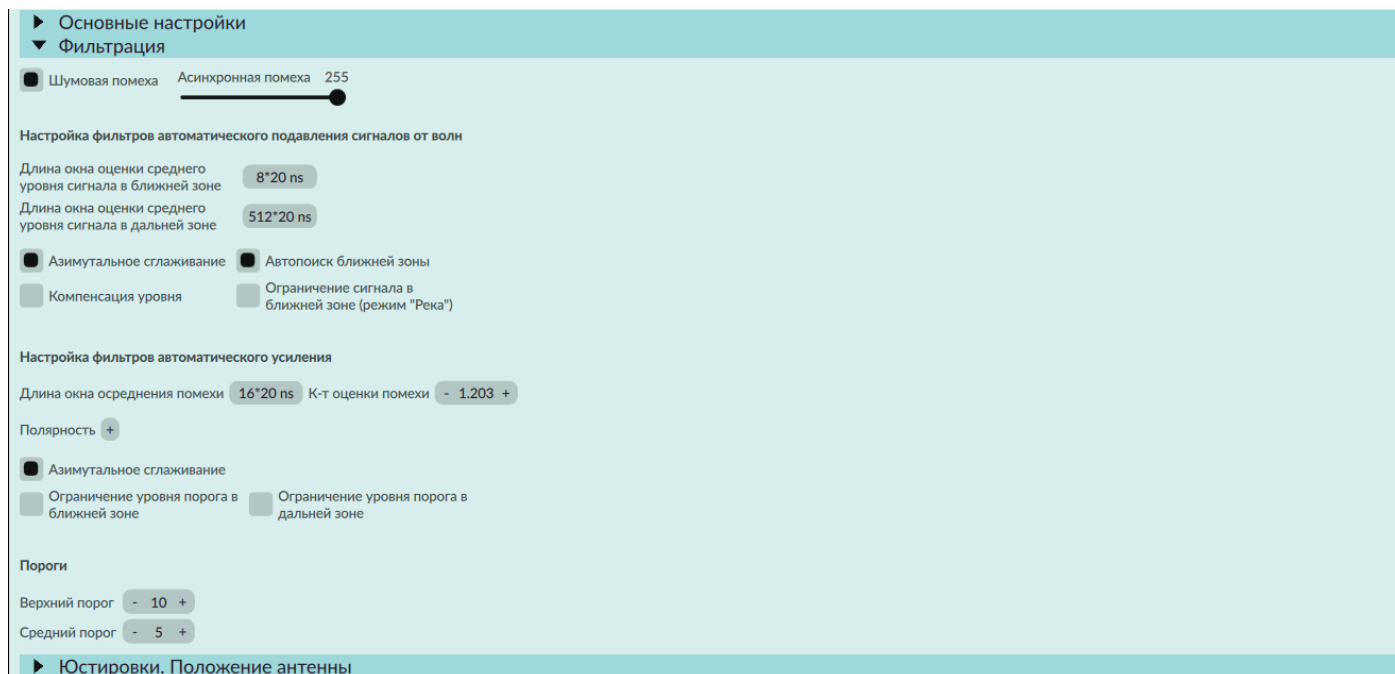 Основные настройки
Фильтрация
Шумовая помеха Асинхронная помеха 255
Настройка фильтров автоматического подавления сигналов от волн
Длина окна оценки среднего
уровня сигнала в ближней зоне 8*20 ns
Длина окна оценки среднего
уровня сигнала в дальней зоне 512*20 ns
Азимутальное сглаживание Автопоиск ближней зоны
Компенсация уровня Ограничение сигнала в
ближней зоне (режим "Река")
Настройка фильтров автоматического усиления
Длина окна осреднения помехи 16*20 ns К-т оценки помехи - 1.203 +
Полярность +
Азимутальное сглаживание
Ограничение уровня порога в
ближней зоне
Ограничение уровня порога в
дальней зоне
Пороги
Верхний порог - 10 +
Средний порог - 5 +
Юстировки. Положение антенны